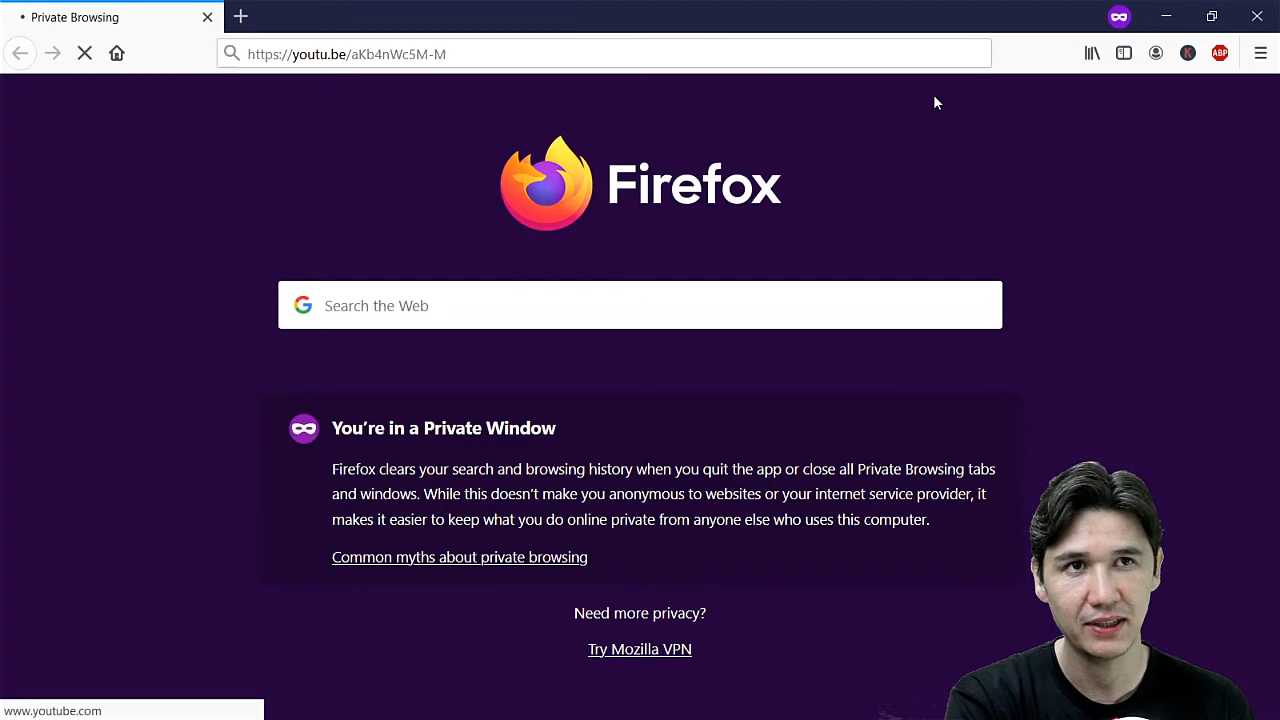 Private Browsing
https://youtu.be/aKb4nWc5M-M
K
ABP
Firefox
Search the Web
You're in a Private Window
Firefox clears your search and browsing history when you quit the app or close all Private Browsing tabs
and windows. While this doesn't make you anonymous to websites or your internet service provider, it
makes it easier to keep what you do online private from anyone else who uses this computer.
Common myths about private browsing
Need more privacy?
Try Mozilla VPN
www.youtube.com